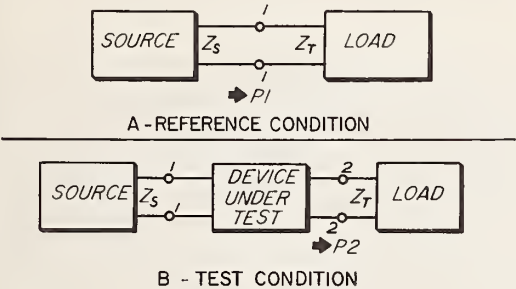 1
SOURCE Z_S Z_T LOAD
1
P1
A - REFERENCE CONDITION
1 DEVICE 2
SOURCE Z_S UNDER Z_T LOAD
1 TEST 2
P2
B - TEST CONDITION